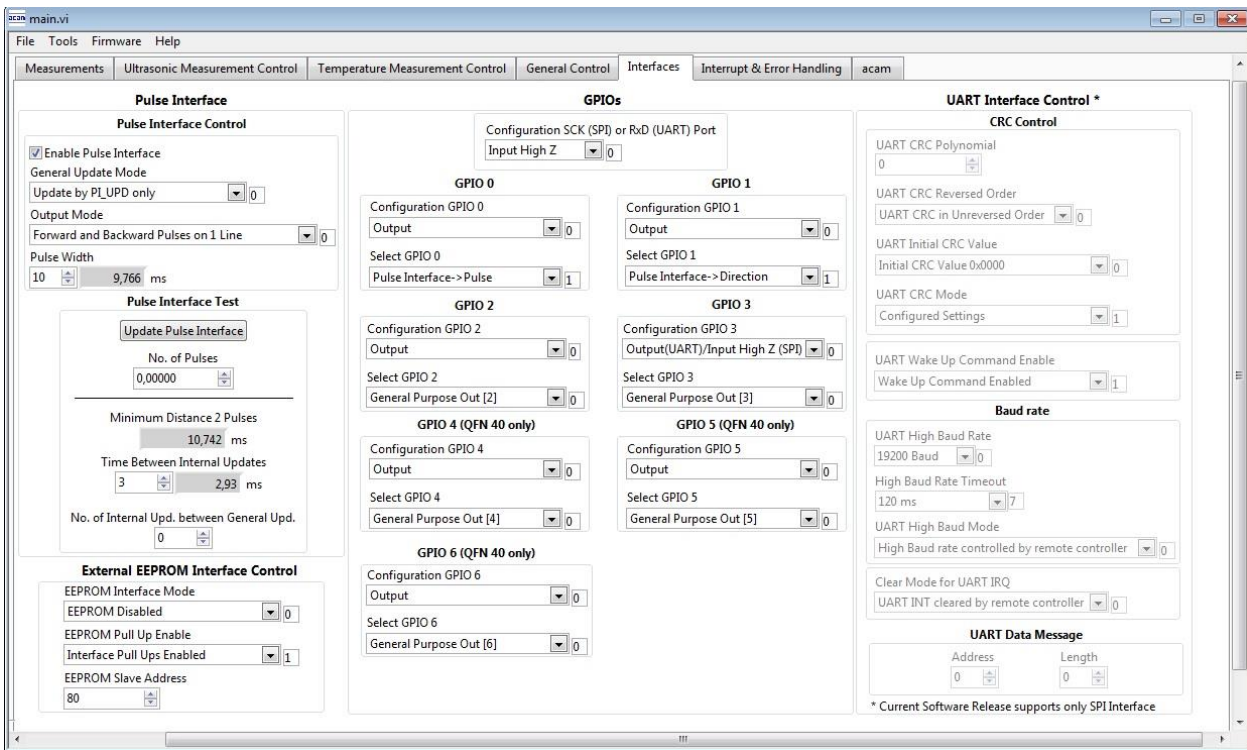 acam main.vi
File Tools Firmware Help
Measurements Ultrasonic Measurement Control Temperature Measurement Control General Control Interfaces Interrupt & Error Handling acam
Pulse Interface
Pulse Interface Control
Enable Pulse Interface
General Update Mode
Update by PI_UPD only 0
Output Mode
Forward and Backward Pulses on 1 Line 0
Pulse Width
10 9,766 ms
Pulse Interface Test
Update Pulse Interface
No. of Pulses
0,00000
Minimum Distance 2 Pulses
10,742 ms
Time Between Internal Updates
3 2,93 ms
No. of Internal Upd. between General Upd.
0
External EEPROM Interface Control
EEPROM Interface Mode
EEPROM Disabled 0
EEPROM Pull Up Enable
Interface Pull Ups Enabled 1
EEPROM Slave Address
80
GPIOs
Configuration SCK (SPI) or RxD (UART) Port
Input High Z 0
GPIO 0
Configuration GPIO 0
Output 0
Select GPIO 0
Pulse Interface->Pulse 1
GPIO 1
Configuration GPIO 1
Output 0
Select GPIO 1
Pulse Interface->Direction 1
GPIO 2
Configuration GPIO 2
Output 0
Select GPIO 2
General Purpose Out [2] 0
GPIO 3
Configuration GPIO 3
Output(UART)/Input High Z (SPI) 0
Select GPIO 3
General Purpose Out [3] 0
GPIO 4 (QFN 40 only)
Configuration GPIO 4
Output 0
Select GPIO 4
General Purpose Out [4] 0
GPIO 5 (QFN 40 only)
Configuration GPIO 5
Output 0
Select GPIO 5
General Purpose Out [5] 0
GPIO 6 (QFN 40 only)
Configuration GPIO 6
Output 0
Select GPIO 6
General Purpose Out [6] 0
UART Interface Control *
CRC Control
UART CRC Polynomial
0
UART CRC Reversed Order
UART CRC in Unreversed Order 0
UART Initial CRC Value
Initial CRC Value 0x0000 0
UART CRC Mode
Configured Settings 1
UART Wake Up Command Enable
Wake Up Command Enabled 1
Baud rate
UART High Baud Rate
19200 Baud 0
High Baud Rate Timeout
120 ms 7
UART High Baud Mode
High Baud rate controlled by remote controller 0
Clear Mode for UART IRQ
UART INT cleared by remote controller 0
UART Data Message
Address Length
0 0
* Current Software Release supports only SPI Interface